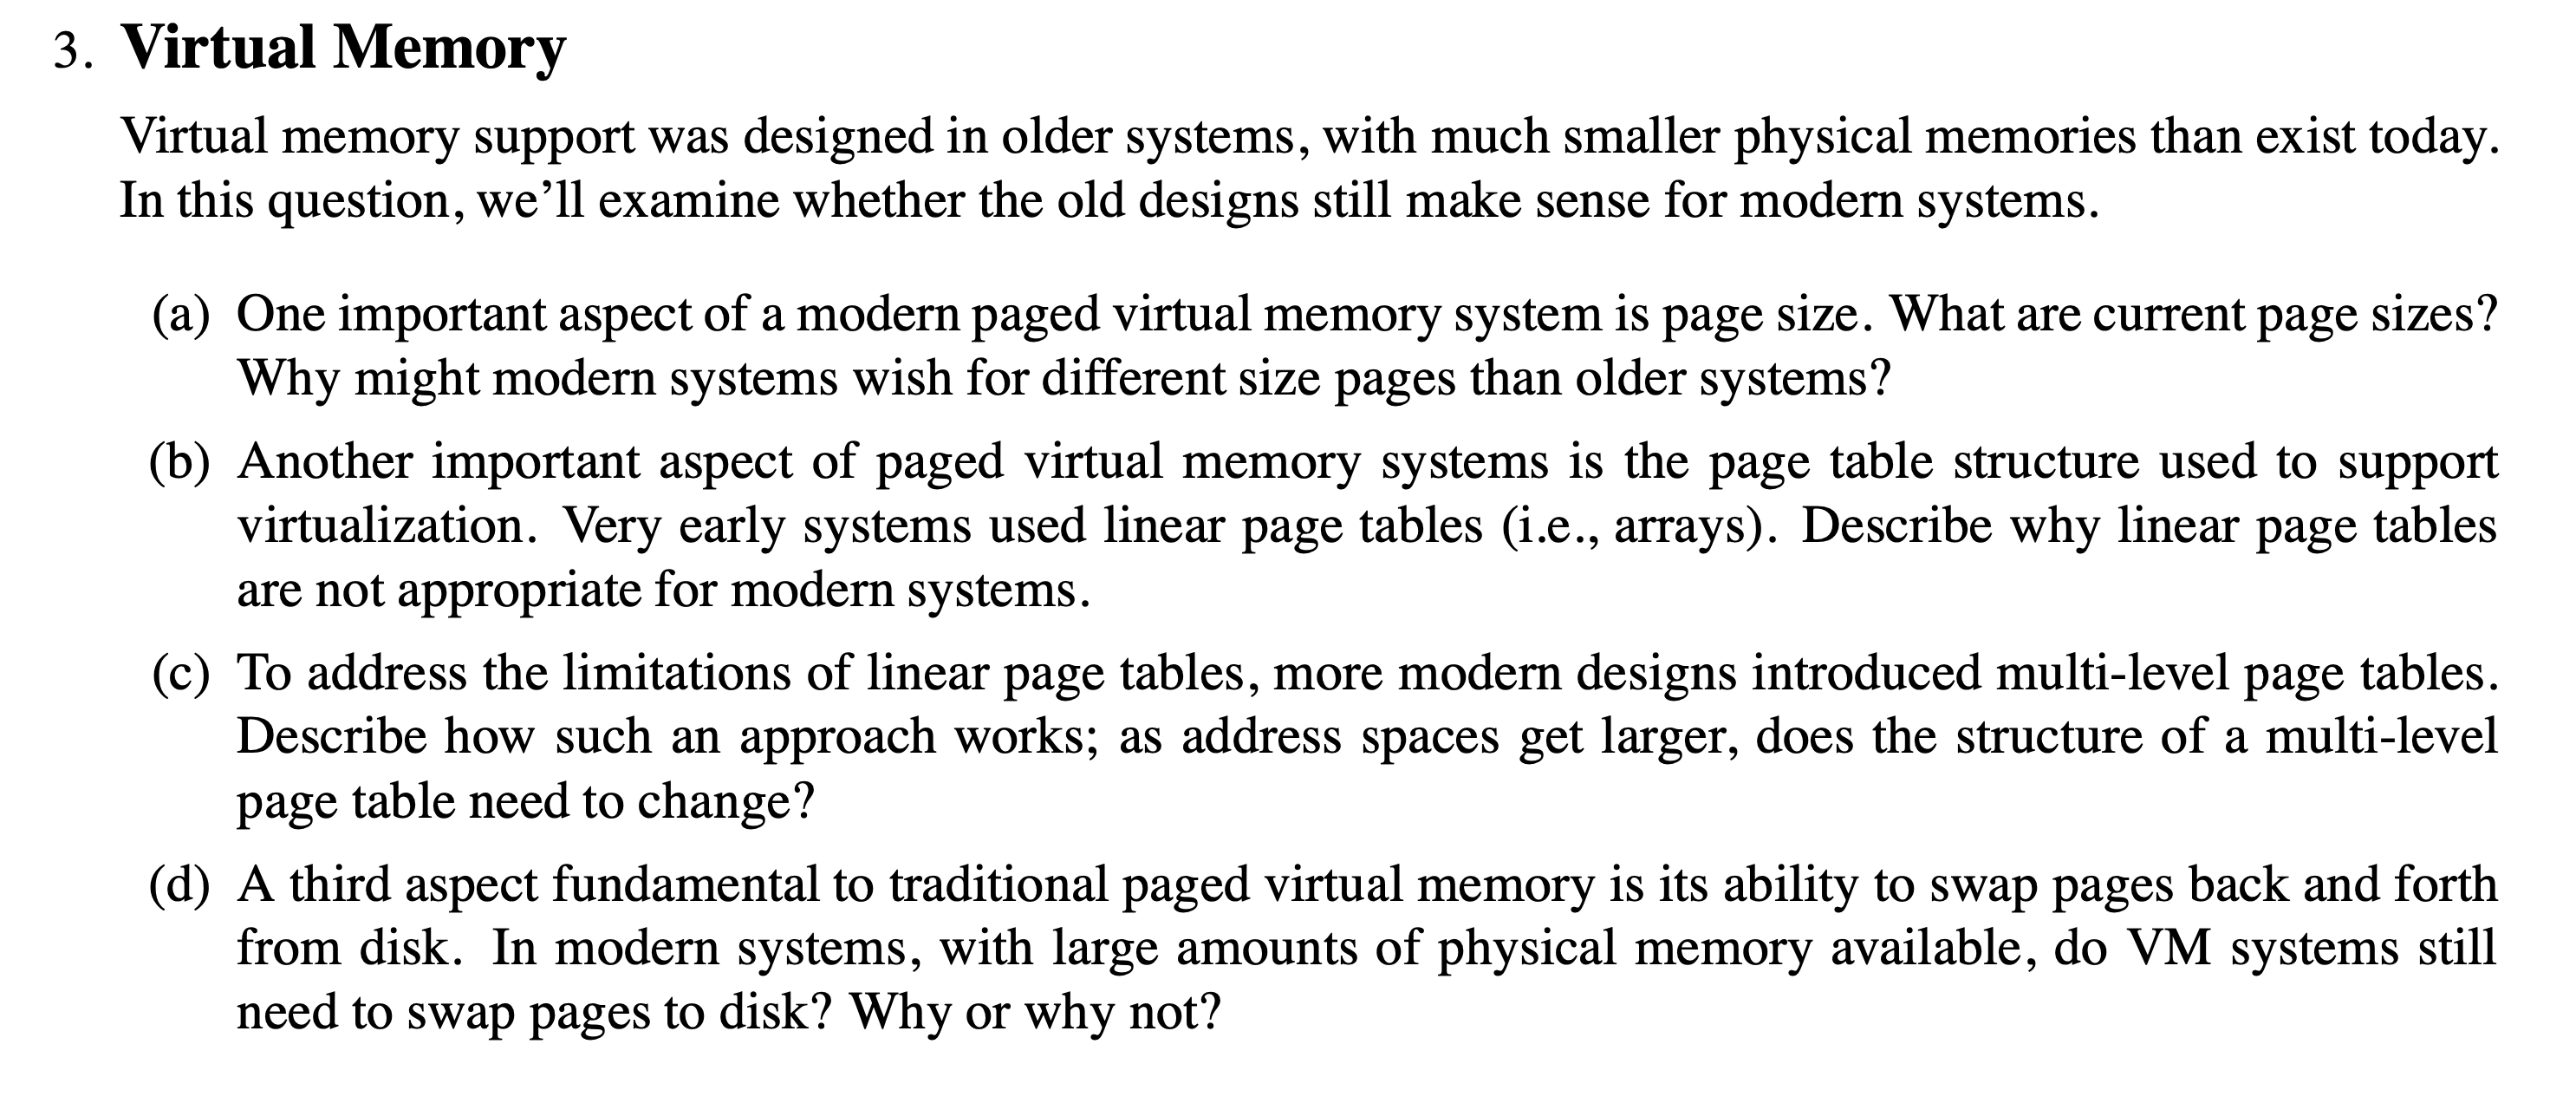 3. Virtual Memory
Virtual memory support was designed in older systems, with much smaller physical memories than exist today.
In this question, we'll examine whether the old designs still make sense for modern systems.
(a) One important aspect of a modern paged virtual memory system is page size. What are current page sizes?
Why might modern systems wish for different size pages than older systems?
(b) Another important aspect of paged virtual memory systems is the page table structure used to support
virtualization. Very early systems used linear page tables (i.e., arrays). Describe why linear page tables
are not appropriate for modern systems.
(c) To address the limitations of linear page tables, more modern designs introduced multi-level page tables.
Describe how such an approach works; as address spaces get larger, does the structure of a multi-level
page table need to change?
(d) A third aspect fundamental to traditional paged virtual memory is its ability to swap pages back and forth
from disk. In modern systems, with large amounts of physical memory available, do VM systems still
need to swap pages to disk? Why or why not?